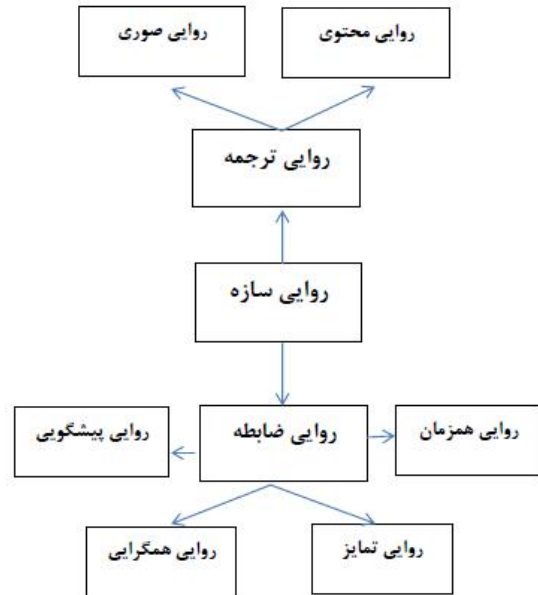 روایی محتوی
روایی صوری
روایی ترجمه
روایی سازه
روایی همزمان
روایی ضابطه
روایی پیشگویی
روایی تمایز
روایی همگرایی